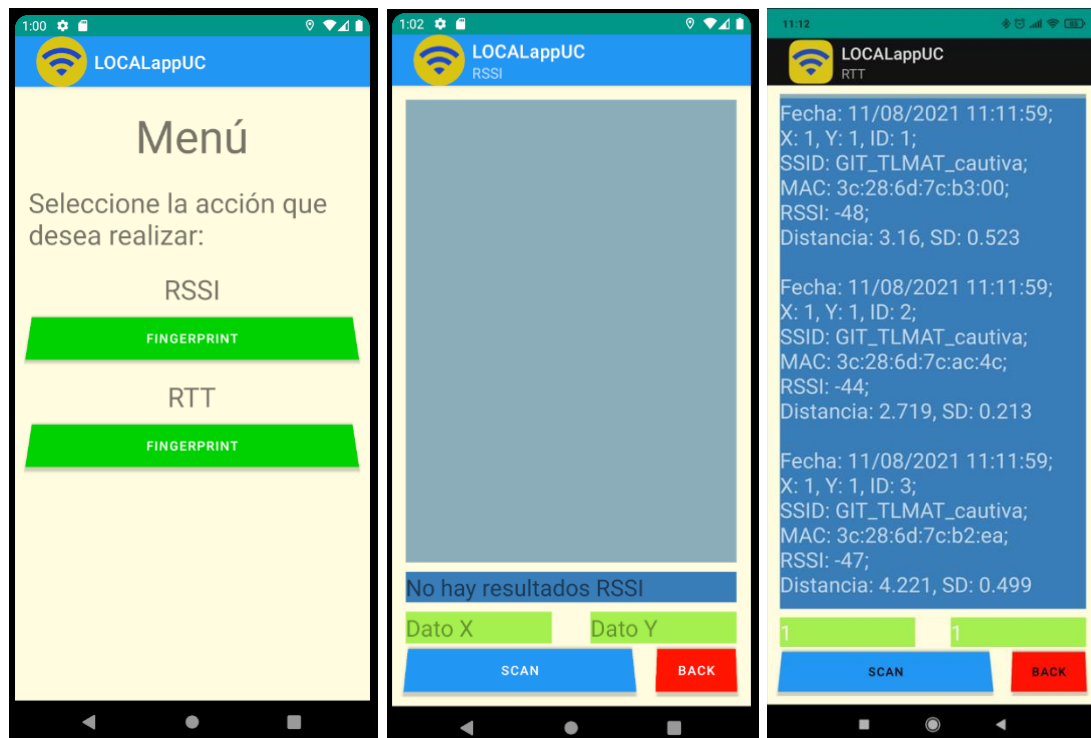 1:00
LOCALappUC
Menú
Seleccione la acción que
desea realizar:
RSSI
FINGERPRINT
RTT
FINGERPRINT
1:02
LOCALappUC
RSSI
No hay resultados RSSI
Dato X
Dato Y
SCAN
BACK
11:12
LOCALappUC
RTT
Fecha: 11/08/2021 11:11:59;
X: 1, Y: 1, ID: 1;
SSID: GIT_TLMAT_cautiva;
MAC: 3c:28:6d:7c:b3:00;
RSSI: -48;
Distancia: 3.16, SD: 0.523
Fecha: 11/08/2021 11:11:59;
X: 1, Y: 1, ID: 2;
SSID: GIT_TLMAT_cautiva;
MAC: 3c:28:6d:7c:ac:4c;
RSSI: -44;
Distancia: 2.719, SD: 0.213
Fecha: 11/08/2021 11:11:59;
X: 1, Y: 1, ID: 3;
SSID: GIT_TLMAT_cautiva;
MAC: 3c:28:6d:7c:b2:ea;
RSSI: -47;
Distancia: 4.221, SD: 0.499
1
1
SCAN
BACK